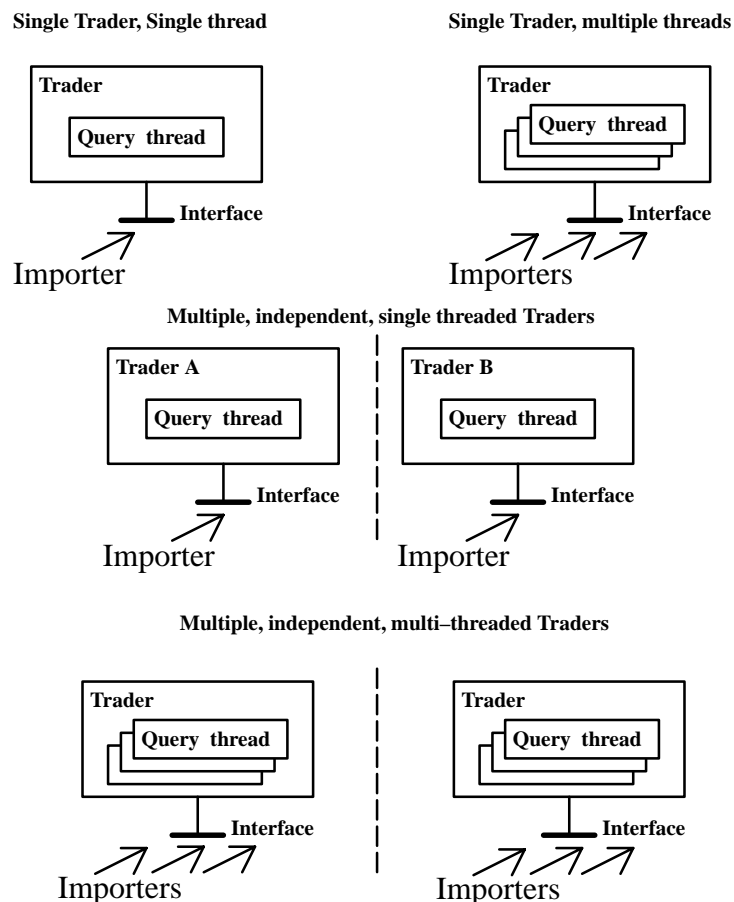 Single Trader, Single thread
Single Trader, multiple threads
Trader
Query thread
Interface
Importer
Trader
Query thread
Interface
Importers
Multiple, independent, single threaded Traders
Trader A
Query thread
Interface
Importer
Trader B
Query thread
Interface
Importer
Multiple, independent, multi–threaded Traders
Trader
Query thread
Interface
Importers
Trader
Query thread
Interface
Importers